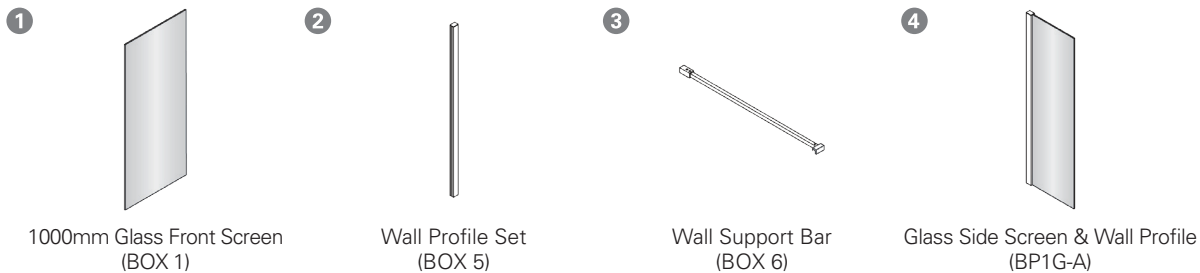 1
2
3
4
1000mm Glass Front Screen
(BOX 1)
Wall Profile Set
(BOX 5)
Wall Support Bar
(BOX 6)
Glass Side Screen & Wall Profile
(BP1G-A)